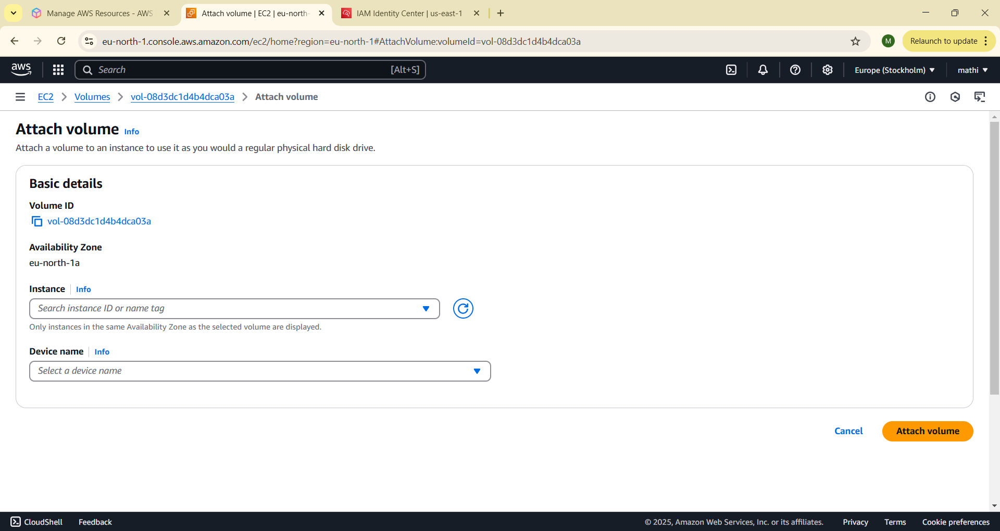 Manage AWS Resources - AWS
Attach volume | EC2 | eu-north-
IAM Identity Center | us-east-1
eu-north-1.console.aws.amazon.com/ec2/home?region=eu-north-1#AttachVolume:volumeId=vol-08d3dc1d4b4dca03a
M
Relaunch to update
aws
Search
[Alt+S]
Europe (Stockholm)
mathi
EC2
Volumes
vol-08d3dc1d4b4dca03a
Attach volume
Attach volume Info
Attach a volume to an instance to use it as you would a regular physical hard disk drive.
Basic details
Volume ID
vol-08d3dc1d4b4dca03a
Availability Zone
eu-north-1a
Instance Info
Search instance ID or name tag
Only instances in the same Availability Zone as the selected volume are displayed.
Device name Info
Select a device name
Cancel
Attach volume
CloudShell
Feedback
© 2025, Amazon Web Services, Inc. or its affiliates.
Privacy
Terms
Cookie preferences